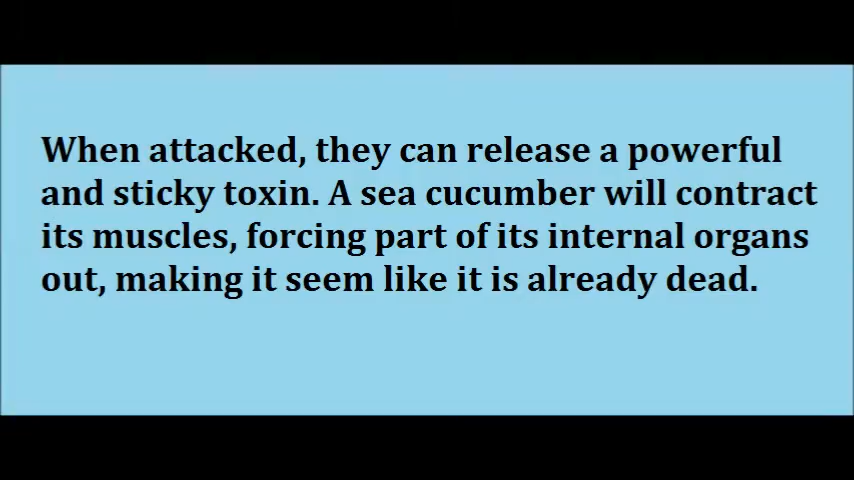 When attacked, they can release a powerful
and sticky toxin. A sea cucumber will contract
its muscles, forcing part of its internal organs
out, making it seem like it is already dead.